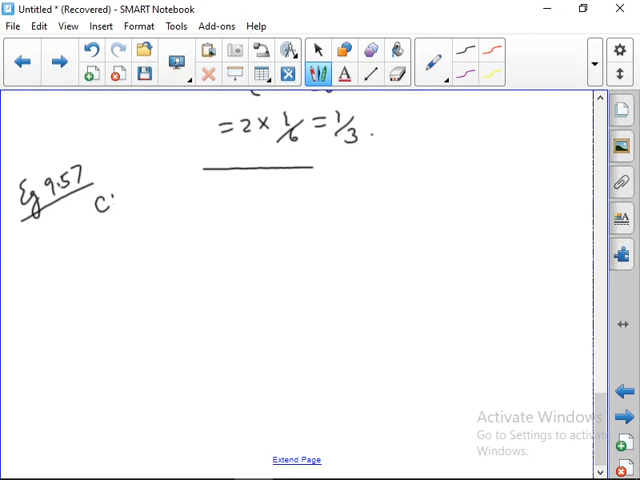 Untitled * (Recovered) - SMART Notebook
File Edit View Insert Format Tools Add-ons Help
= 2 × 1/6 = 1/3 .
Eg 9.57
C:
Activate Windows
Go to Settings to activate
Windows.
Extend Page